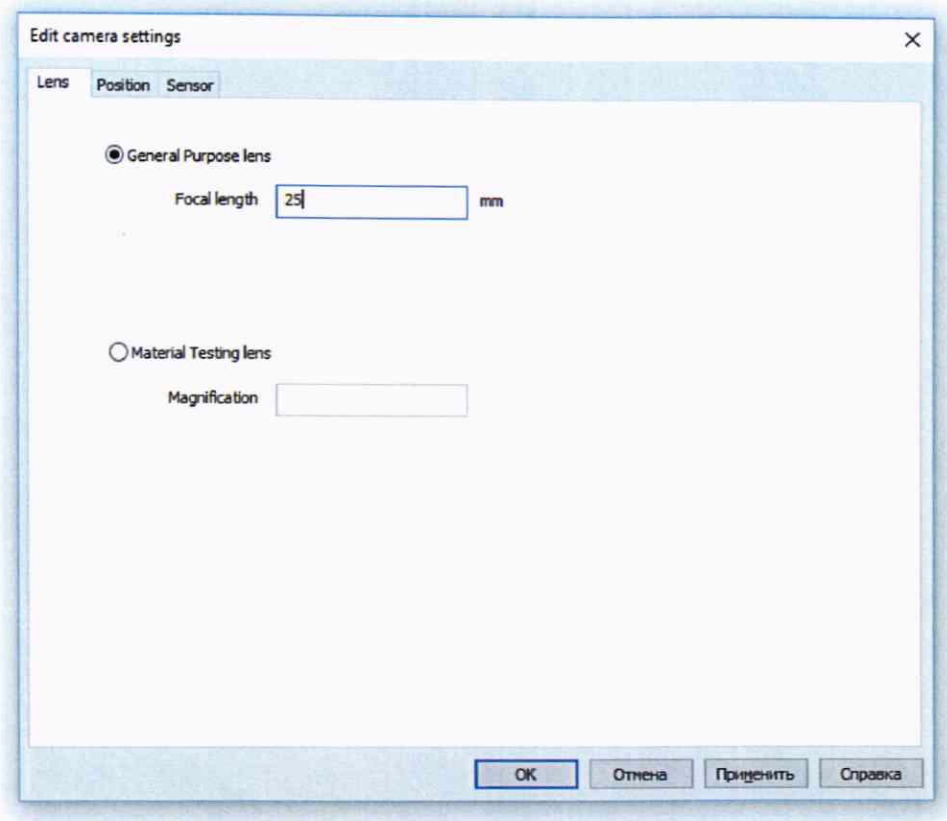 Edit camera settings
Lens Position Sensor
General Purpose lens
Focal length 25 mm
Material Testing lens
Magnification
OK Отмена Применить Справка